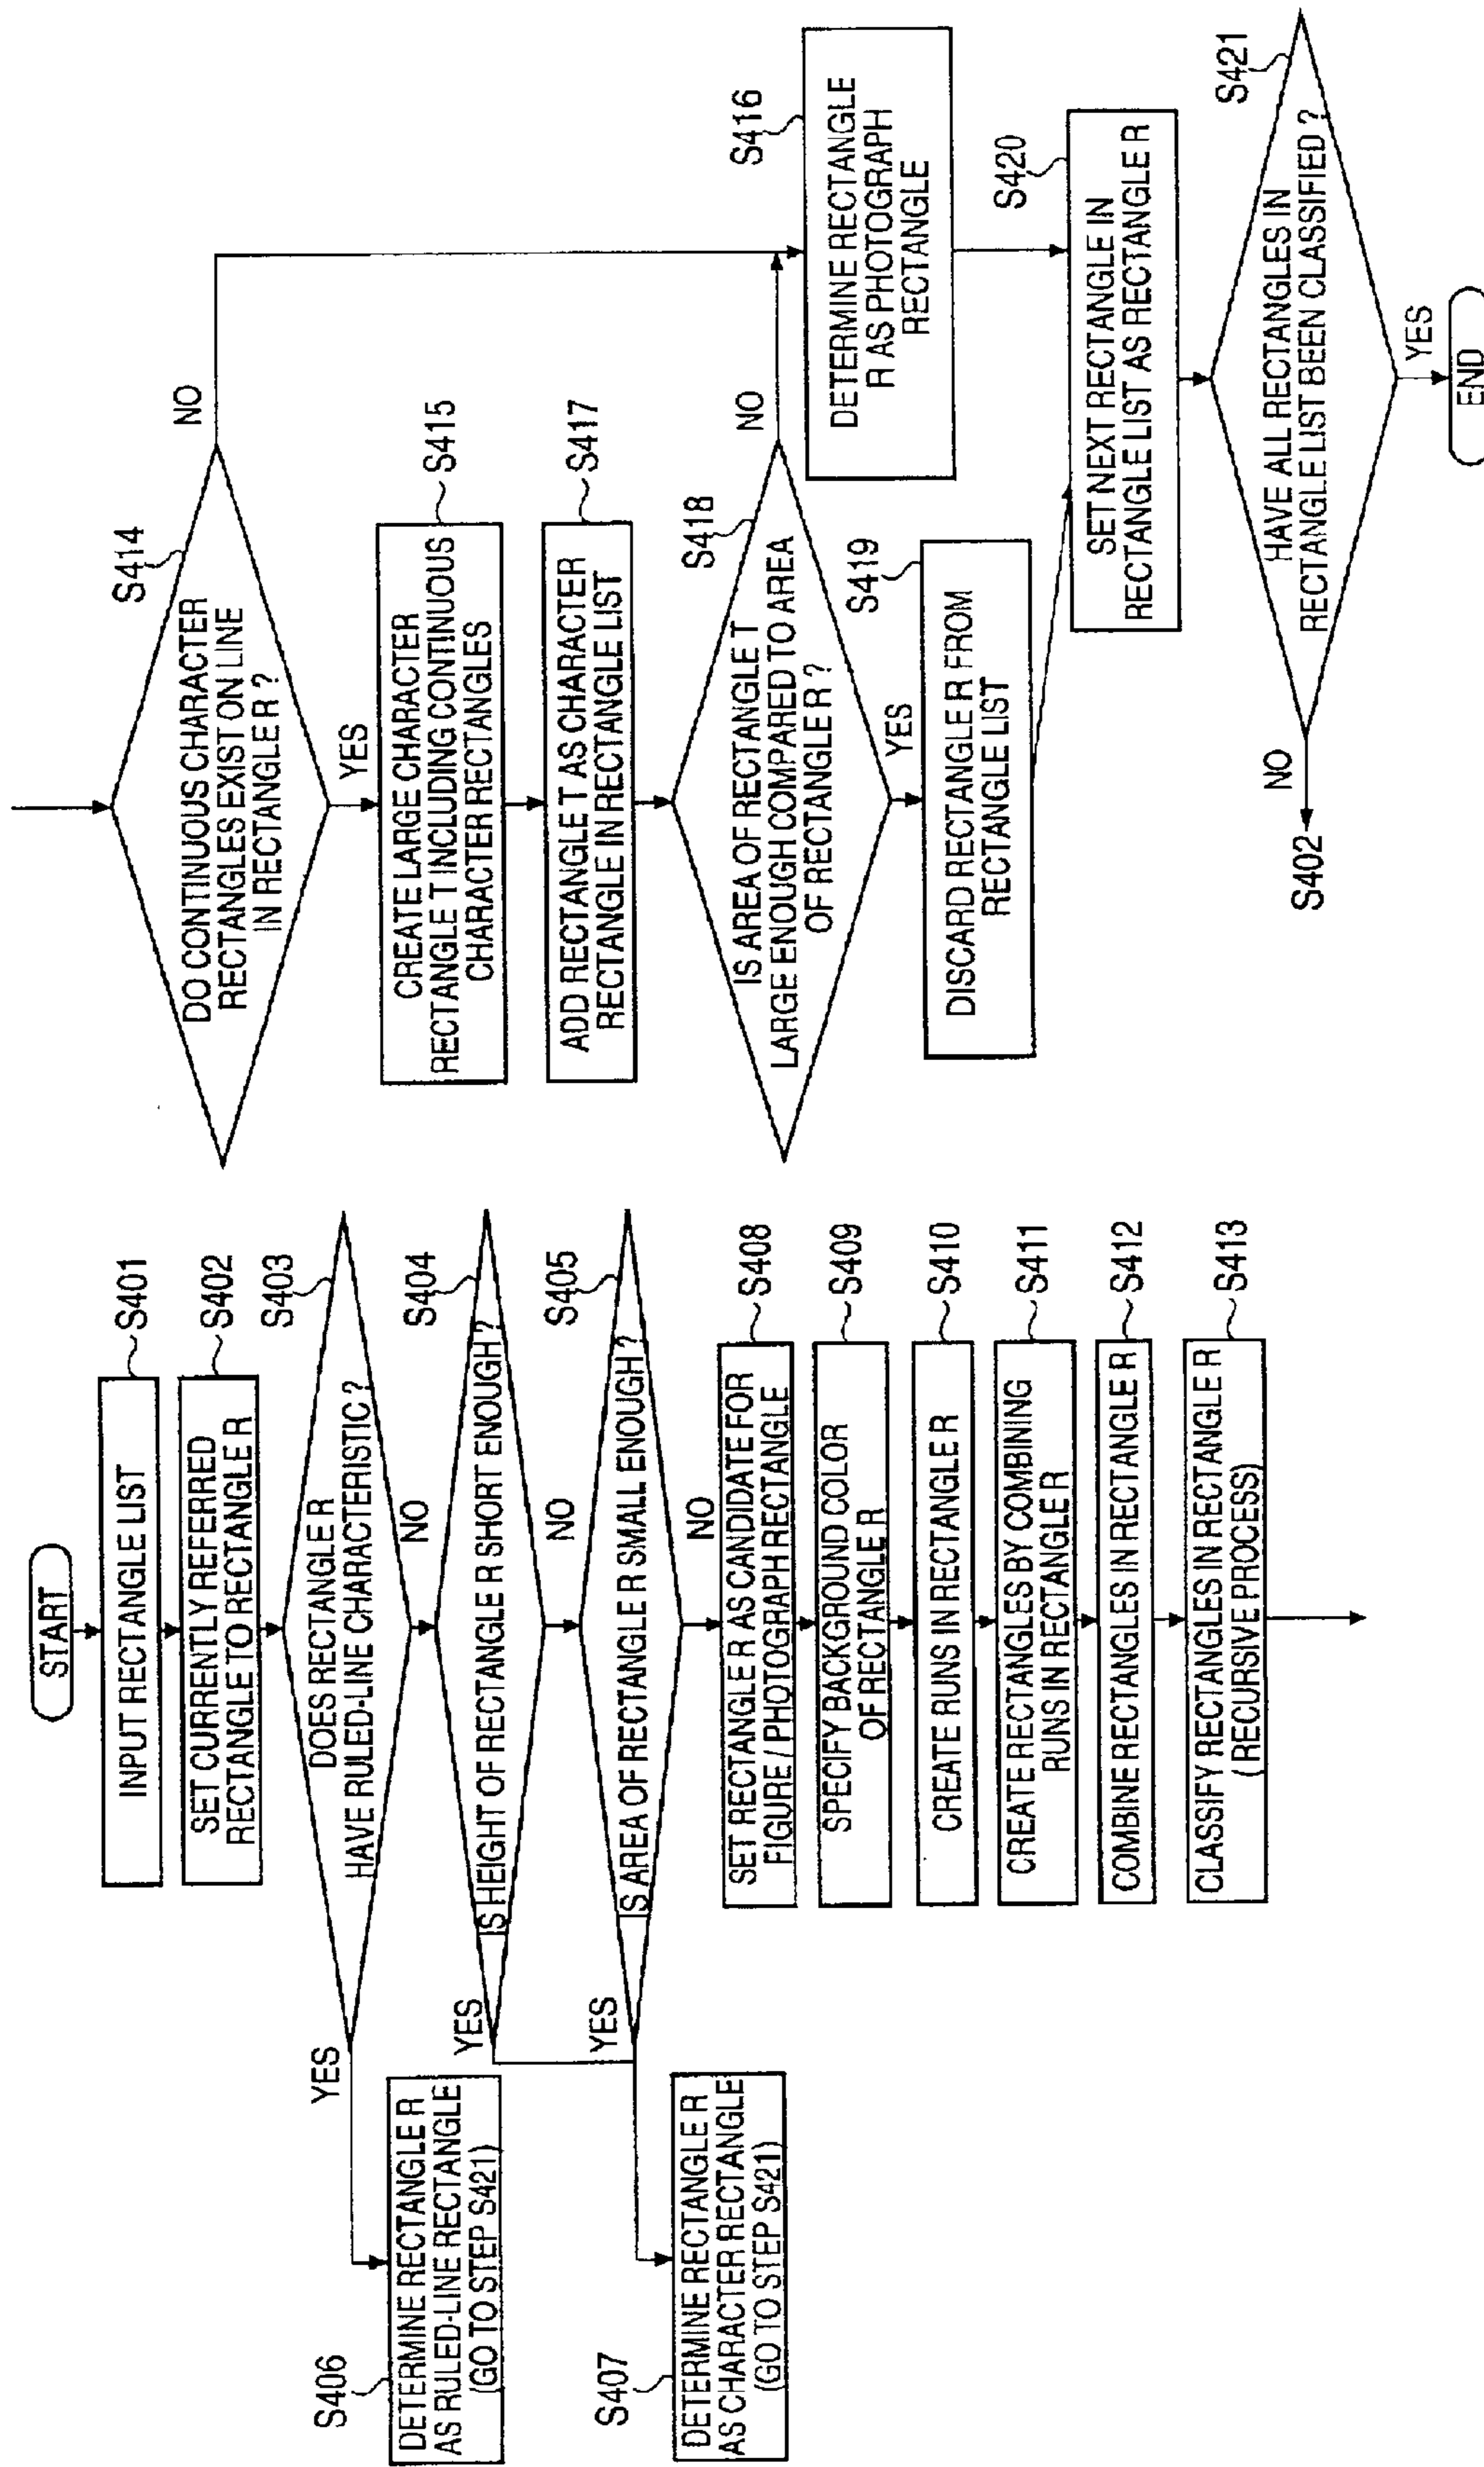 START
INPUT RECTANGLE LIST
S401
SET CURRENTLY REFERRED
RECTANGLE TO RECTANGLE R
S402
DOES RECTANGLE R
HAVE RULED-LINE CHARACTERISTIC ?
S403
YES
NO
S406
DETERMINE RECTANGLE R
AS RULED-LINE RECTANGLE
(GO TO STEP S421)
IS HEIGHT OF RECTANGLE R SHORT ENOUGH ?
S404
YES
NO
IS AREA OF RECTANGLE R SMALL ENOUGH ?
S405
YES
NO
S407
DETERMINE RECTANGLE R
AS CHARACTER RECTANGLE
(GO TO STEP S421)
SET RECTANGLE R AS CANDIDATE FOR
FIGURE / PHOTOGRAPH RECTANGLE
S408
SPECIFY BACKGROUND COLOR
OF RECTANGLE R
S409
CREATE RUNS IN RECTANGLE R
S410
CREATE RECTANGLES BY COMBINING
RUNS IN RECTANGLE R
S411
COMBINE RECTANGLES IN RECTANGLE R
S412
CLASSIFY RECTANGLES IN RECTANGLE R
( RECURSIVE PROCESS)
S413
DO CONTINUOUS CHARACTER
RECTANGLES EXIST ON LINE
IN RECTANGLE R ?
S414
NO
YES
CREATE LARGE CHARACTER
RECTANGLE T INCLUDING CONTINUOUS
CHARACTER RECTANGLES
S415
ADD RECTANGLE T AS CHARACTER
RECTANGLE IN RECTANGLE LIST
S417
IS AREA OF RECTANGLE T
LARGE ENOUGH COMPARED TO AREA
OF RECTANGLE R ?
S418
NO
YES
S416
DETERMINE RECTANGLE
R AS PHOTOGRAPH
RECTANGLE
DISCARD RECTANGLE R FROM
RECTANGLE LIST
S419
SET NEXT RECTANGLE IN
RECTANGLE LIST AS RECTANGLE R
S420
HAVE ALL RECTANGLES IN
RECTANGLE LIST BEEN CLASSIFIED ?
S421
NO
S402
YES
END